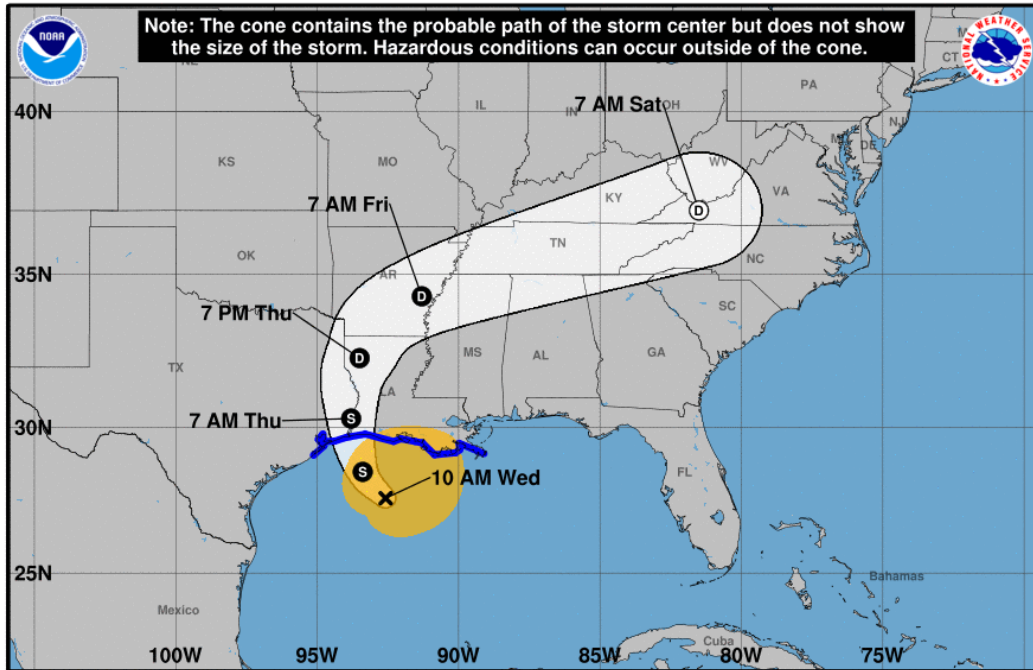 Note: The cone contains the probable path of the storm center but does not show
the size of the storm. Hazardous conditions can occur outside of the cone.
NOAA
NATIONAL WEATHER SERVICE
NE
M
CT
PA
NJ
DE
40N
IL
IN
OH
7 AM Sat
KS
MO
WV
VA
KY
7 AM Fri
D
OK
TN
NC
35N
AR
D
SC
7 PM Thu
D
TX
MS
AL
GA
LA
7 AM Thu
S
30N
S
10 AM Wed
FL
25N
Bahamas
Mexico
Cuba
100W
95W
90W
85W
80W
75W